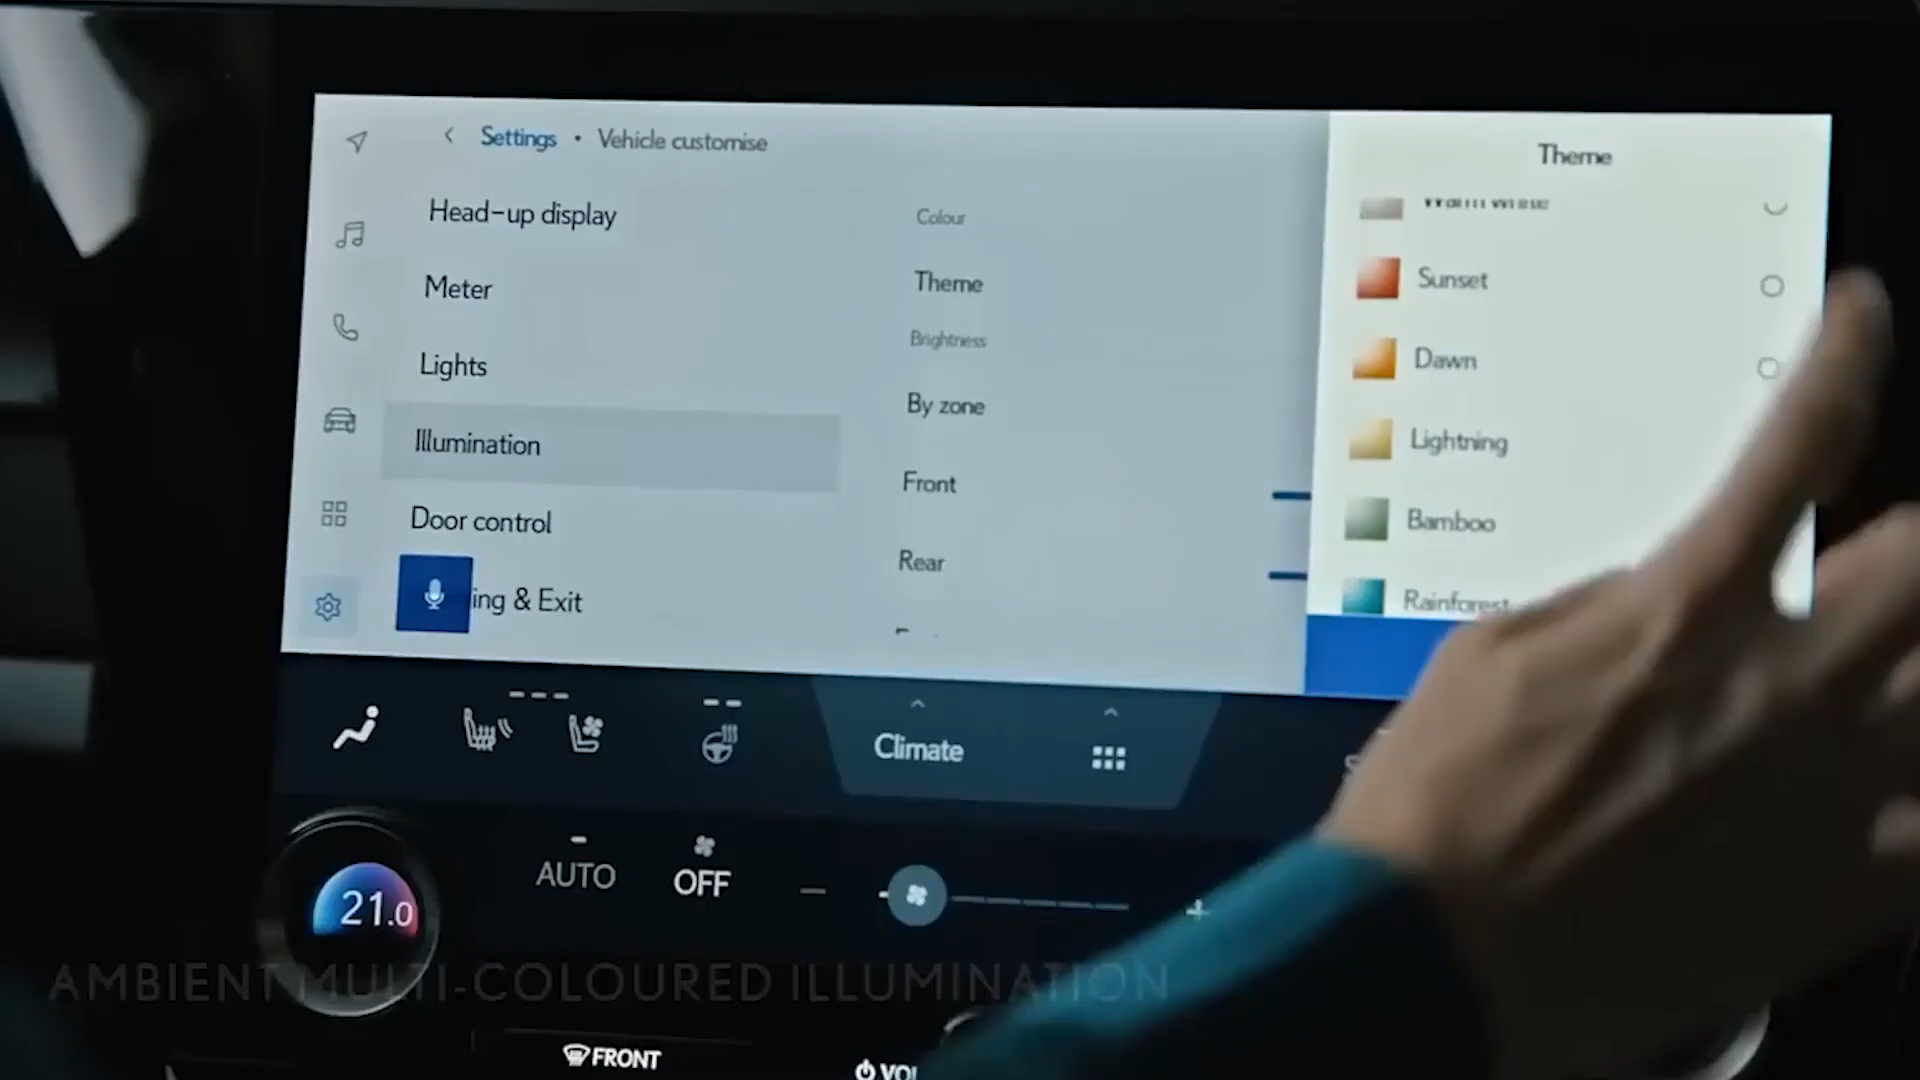 Settings • Vehicle customise
Head-up display
Meter
Lights
Illumination
Door control
ing & Exit
Colour
Theme
Brightness
By zone
Front
Rear
Theme
Sunset
Dawn
Lightning
Bamboo
Rainforest
Climate
AUTO
OFF
21.0
AMBIENT MULTI-COLOURED ILLUMINATION
FRONT
VOL